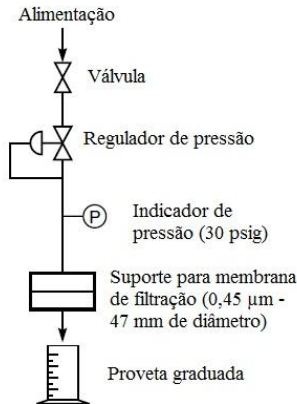 Alimentação
Válvula
Regulador de pressão
P
Indicador de
pressão (30 psig)
Suporte para membrana
de filtração (0,45 µm -
47 mm de diâmetro)
Proveta graduada